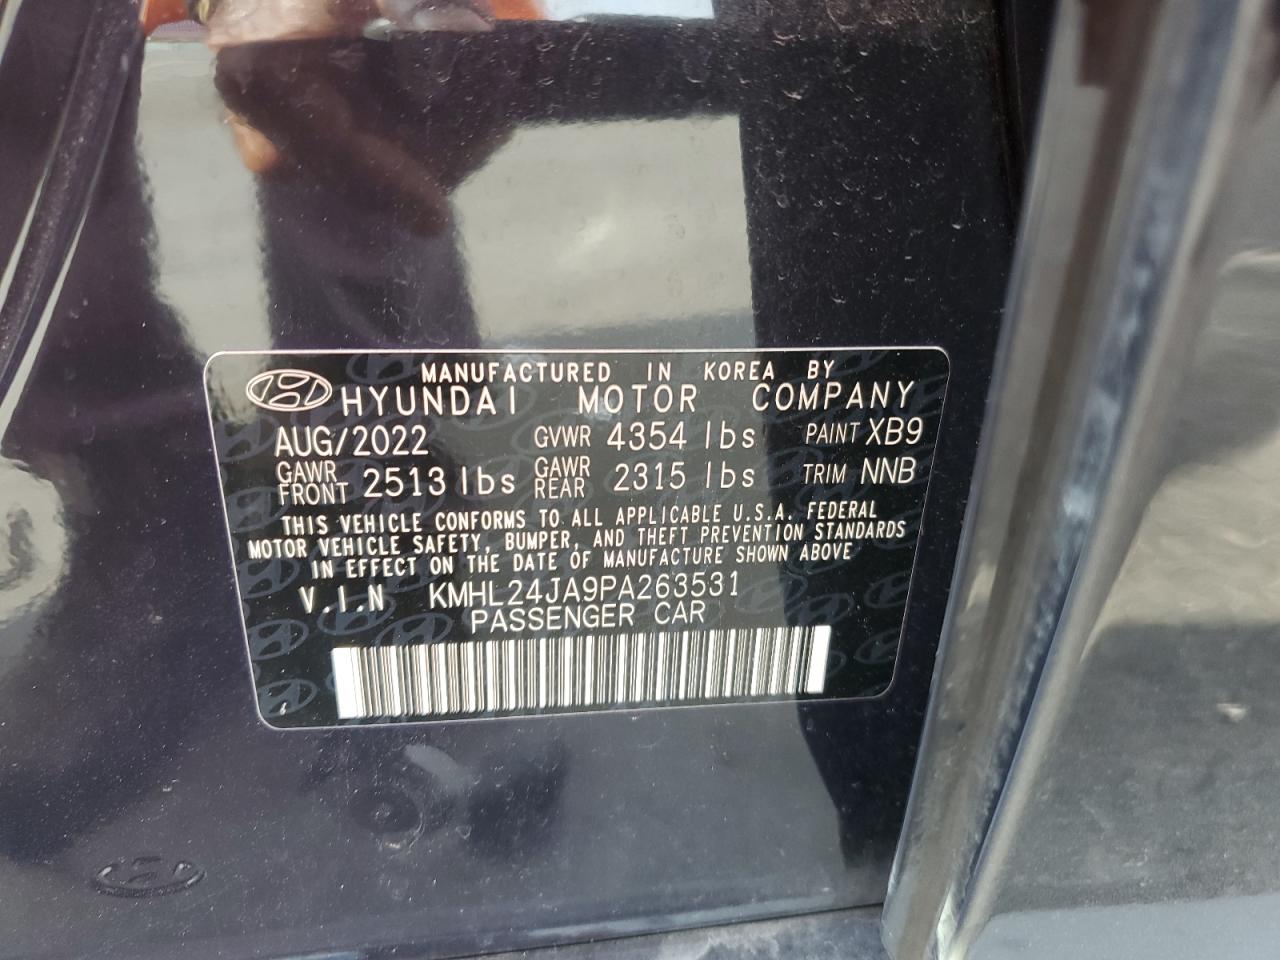 MANUFACTURED IN KOREA BY
HYUNDAI MOTOR COMPANY
AUG/2022 GVWR 4354 lbs PAINT XB9
GAWR FRONT 2513 lbs GAWR REAR 2315 lbs TRIM NNB
THIS VEHICLE CONFORMS TO ALL APPLICABLE U.S.A. FEDERAL
MOTOR VEHICLE SAFETY, BUMPER, AND THEFT PREVENTION STANDARDS
IN EFFECT ON THE DATE OF MANUFACTURE SHOWN ABOVE
V.I.N KMHL24JA9PA263531
PASSENGER CAR